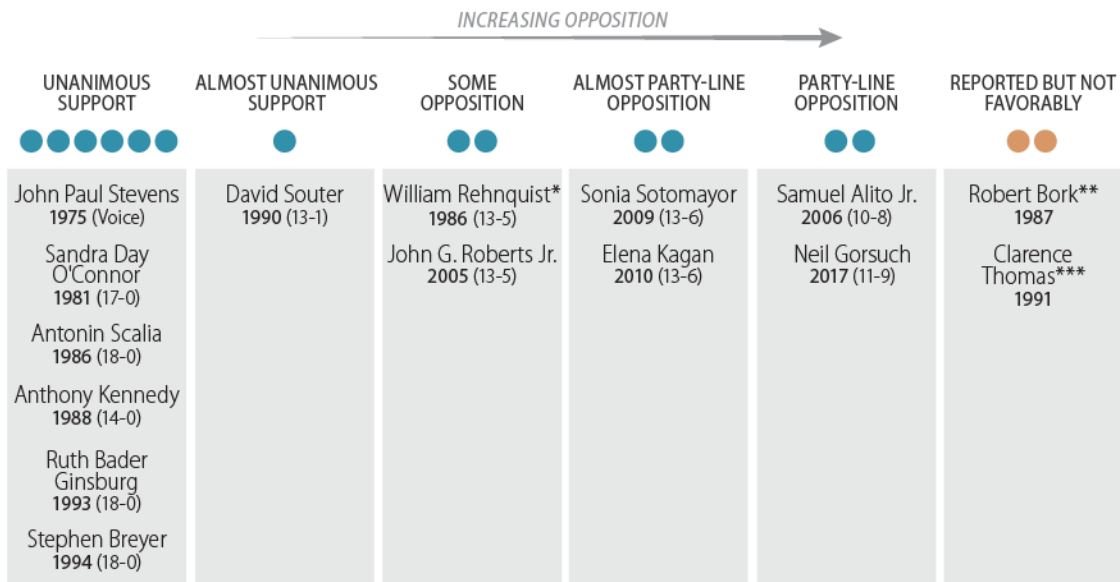 INCREASING OPPOSITION
UNANIMOUS
SUPPORT
John Paul Stevens
1975 (Voice)
Sandra Day
O'Connor
1981 (17-0)
Antonin Scalia
1986 (18-0)
Anthony Kennedy
1988 (14-0)
Ruth Bader
Ginsburg
1993 (18-0)
Stephen Breyer
1994 (18-0)
ALMOST UNANIMOUS
SUPPORT
David Souter
1990 (13-1)
SOME
OPPOSITION
William Rehnquist*
1986 (13-5)
John G. Roberts Jr.
2005 (13-5)
ALMOST PARTY-LINE
OPPOSITION
Sonia Sotomayor
2009 (13-6)
Elena Kagan
2010 (13-6)
PARTY-LINE
OPPOSITION
Samuel Alito Jr.
2006 (10-8)
Neil Gorsuch
2017 (11-9)
REPORTED BUT NOT
FAVORABLY
Robert Bork**
1987
Clarence
Thomas***
1991